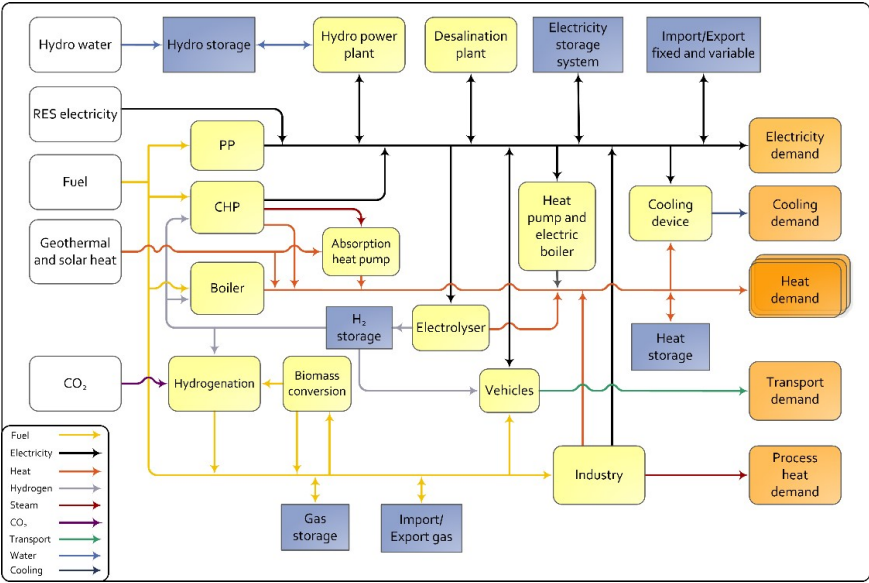 Hydro water
Hydro storage
Hydro power
plant
Desalination
plant
Electricity
storage
system
Import/Export
fixed and variable
RES electricity
PP
Electricity
demand
Fuel
CHP
Heat
pump and
electric
boiler
Cooling
device
Cooling
demand
Geothermal
and solar heat
Absorption
heat pump
Boiler
Heat
demand
H₂
storage
Electrolyser
Heat
storage
CO₂
Hydrogenation
Biomass
conversion
Vehicles
Transport
demand
Fuel
Electricity
Heat
Hydrogen
Steam
CO₂
Transport
Water
Cooling
Industry
Process
heat
demand
Gas
storage
Import/
Export gas